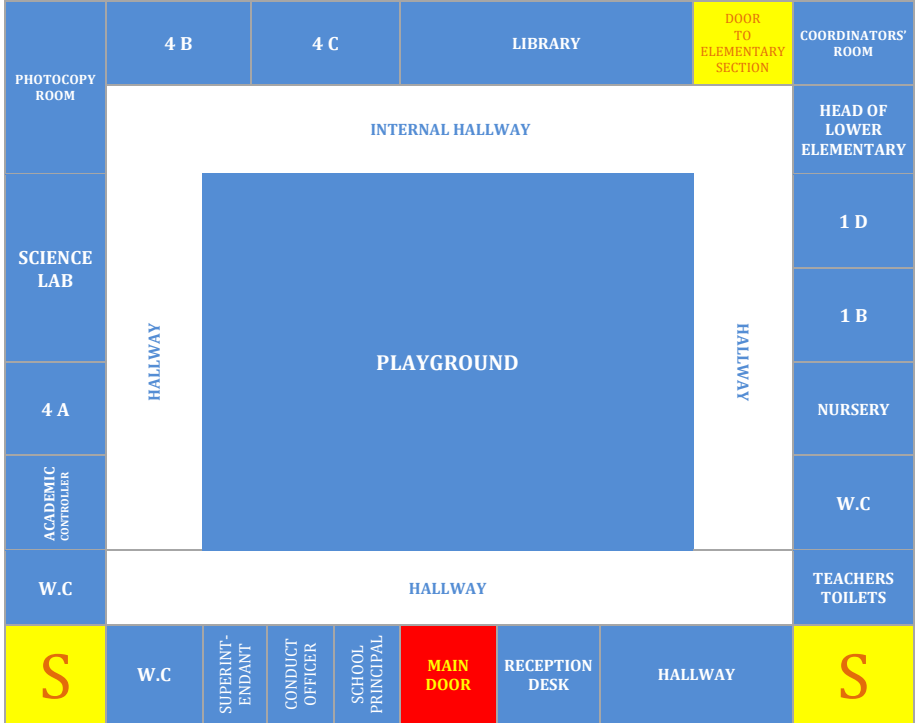 4 B
4 C
LIBRARY
DOOR
TO
ELEMENTARY
SECTION
COORDINATORS'
ROOM
PHOTOCOPY
ROOM
INTERNAL HALLWAY
HEAD OF
LOWER
ELEMENTARY
SCIENCE
LAB
1 D
1 B
HALLWAY
PLAYGROUND
HALLWAY
4 A
NURSERY
ACADEMIC
CONTROLLER
W.C
W.C
HALLWAY
TEACHERS
TOILETS
S
W.C
SUPERINT-
ENDANT
CONDUCT
OFFICER
SCHOOL
PRINCIPAL
MAIN
DOOR
RECEPTION
DESK
HALLWAY
S